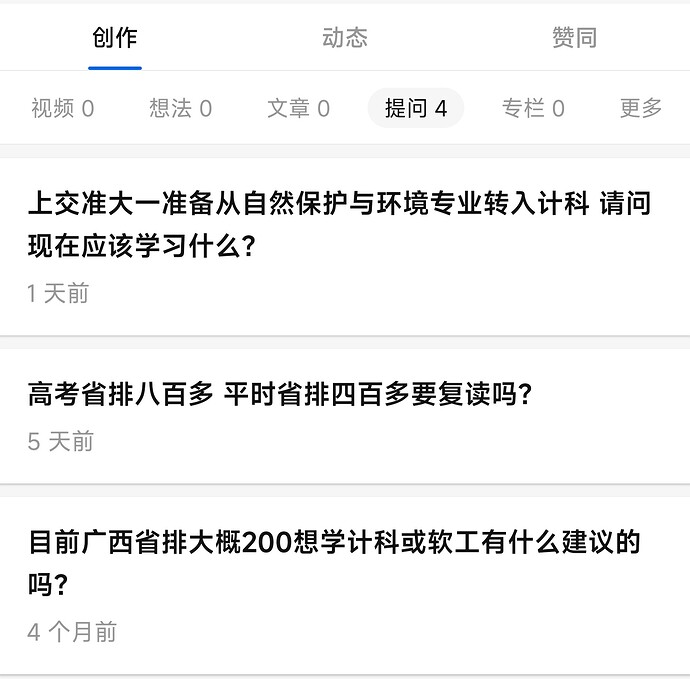 创作 动态 赞同
视频 0 想法 0 文章 0 提问 4 专栏 0 更多
上交准大一准备从自然保护与环境专业转入计科 请问
现在应该学习什么?
1 天前
高考省排八百多 平时省排四百多要复读吗?
5 天前
目前广西省排大概200想学计科或软工有什么建议的
吗?
4 个月前